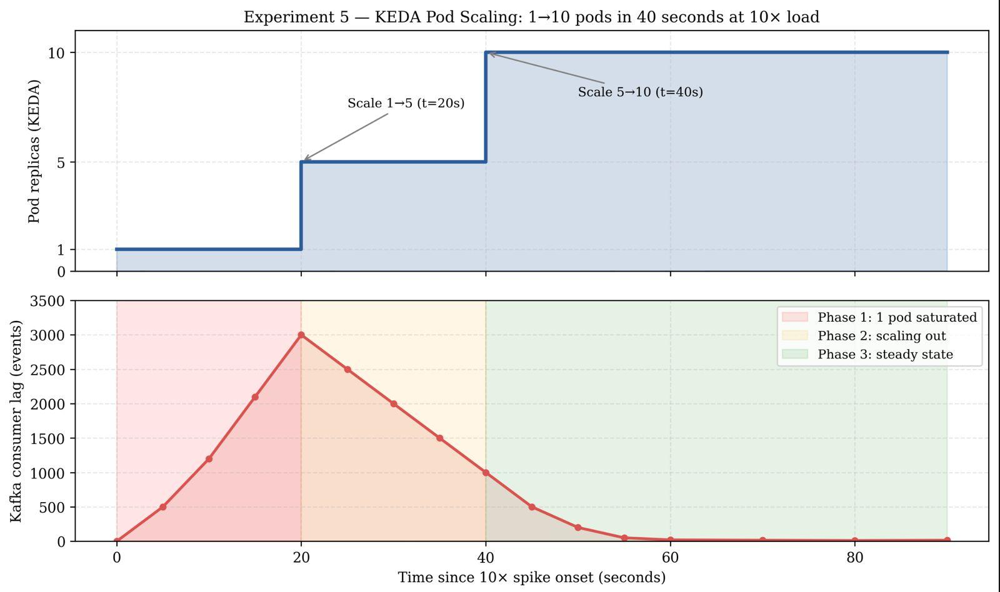 Experiment 5 — KEDA Pod Scaling: 1→10 pods in 40 seconds at 10× load
Pod replicas (KEDA)
10
5
1
0
Scale 1→5 (t=20s)
Scale 5→10 (t=40s)
Kafka consumer lag (events)
3500
3000
2500
2000
1500
1000
500
0
Phase 1: 1 pod saturated
Phase 2: scaling out
Phase 3: steady state
0 20 40 60 80
Time since 10× spike onset (seconds)